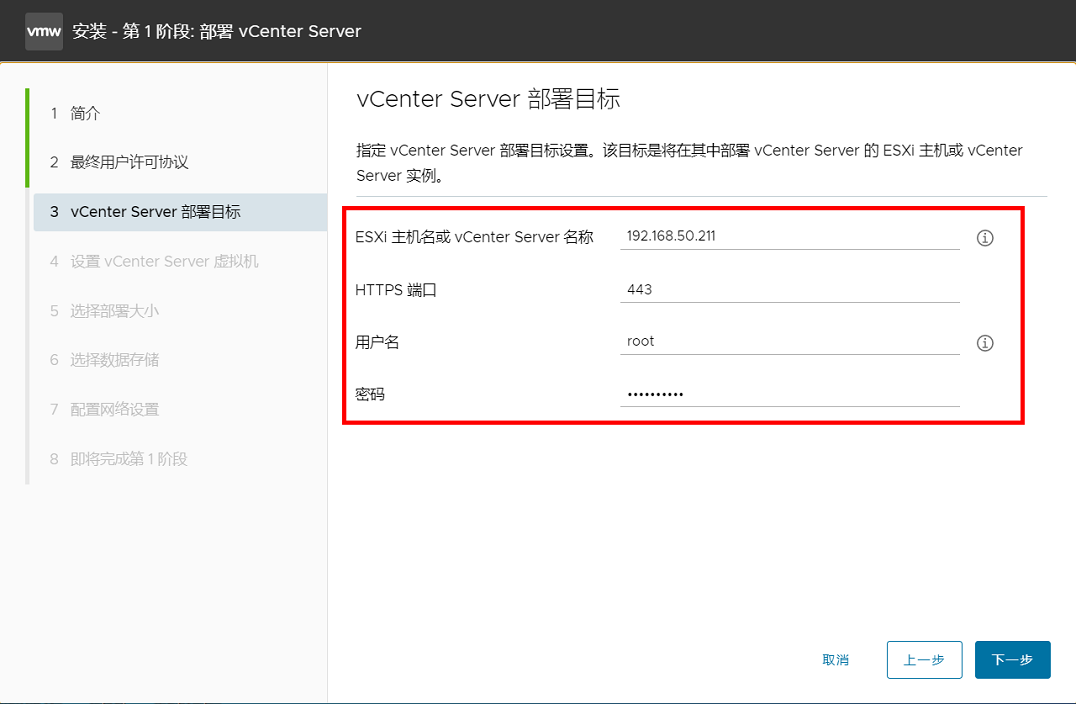 vmw 安装 - 第 1 阶段: 部署 vCenter Server
1 简介
2 最终用户许可协议
3 vCenter Server 部署目标
4 设置 vCenter Server 虚拟机
5 选择部署大小
6 选择数据存储
7 配置网络设置
8 即将完成第 1 阶段
vCenter Server 部署目标
指定 vCenter Server 部署目标设置。该目标是将在其中部署 vCenter Server 的 ESXi 主机或 vCenter
Server 实例。
ESXi 主机名或 vCenter Server 名称 192.168.50.211
HTTPS 端口 443
用户名 root
密码 ••••••••••
取消 上一步 下一步